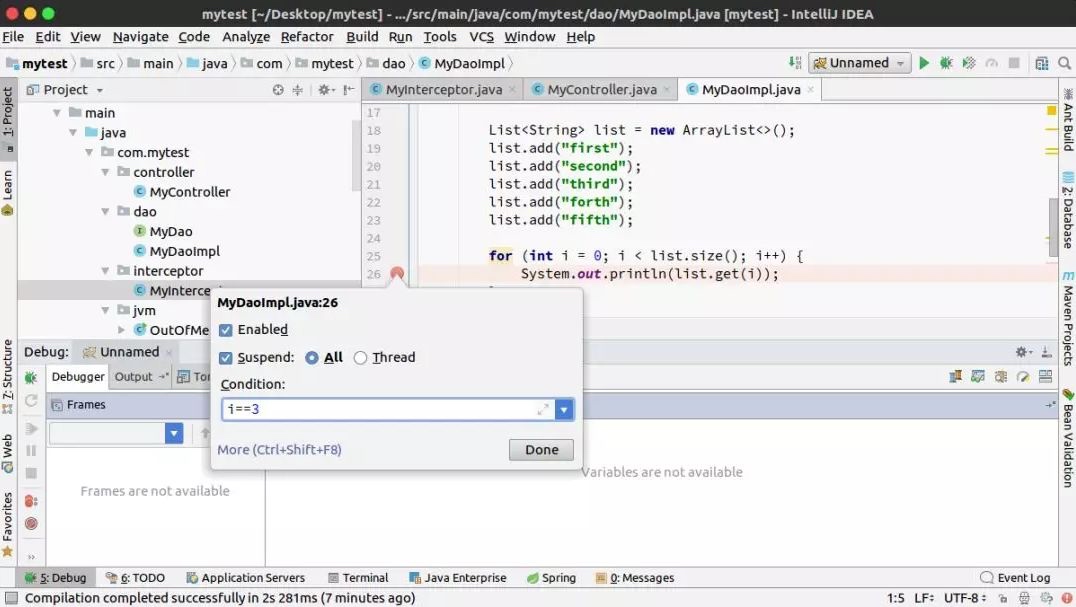 mytest [~/Desktop/mytest] - .../src/main/java/com/mytest/dao/MyDaoImpl.java [mytest] - IntelliJ IDEA
File Edit View Navigate Code Analyze Refactor Build Run Tools VCS Window Help
mytest src main java com mytest dao MyDaoImpl Unnamed
Project
MyInterceptor.java MyController.java MyDaoImpl.java
1: Project
Learn
7: Structure
Web
Favorites
main
java
com.mytest
controller
MyController
dao
MyDao
MyDaoImpl
interceptor
MyInterce
jvm
OutOfMe
17
18 List<String> list = new ArrayList<>();
19 list.add("first");
20 list.add("second");
21 list.add("third");
22 list.add("forth");
23 list.add("fifth");
24
25 for (int i = 0; i < list.size(); i++) {
26 System.out.println(list.get(i));
Ant Build
2: Database
Maven Projects
Bean Validation
MyDaoImpl.java:26
Enabled
Suspend: All Thread
Condition:
i==3
More (Ctrl+Shift+F8)
Done
Debug: Unnamed
Debugger Output To
Frames
Frames are not available
Variables are not available
5: Debug 6: TODO Application Servers Terminal Java Enterprise Spring 0: Messages Event Log
Compilation completed successfully in 2s 281ms (7 minutes ago) 1:5 LF UTF-8